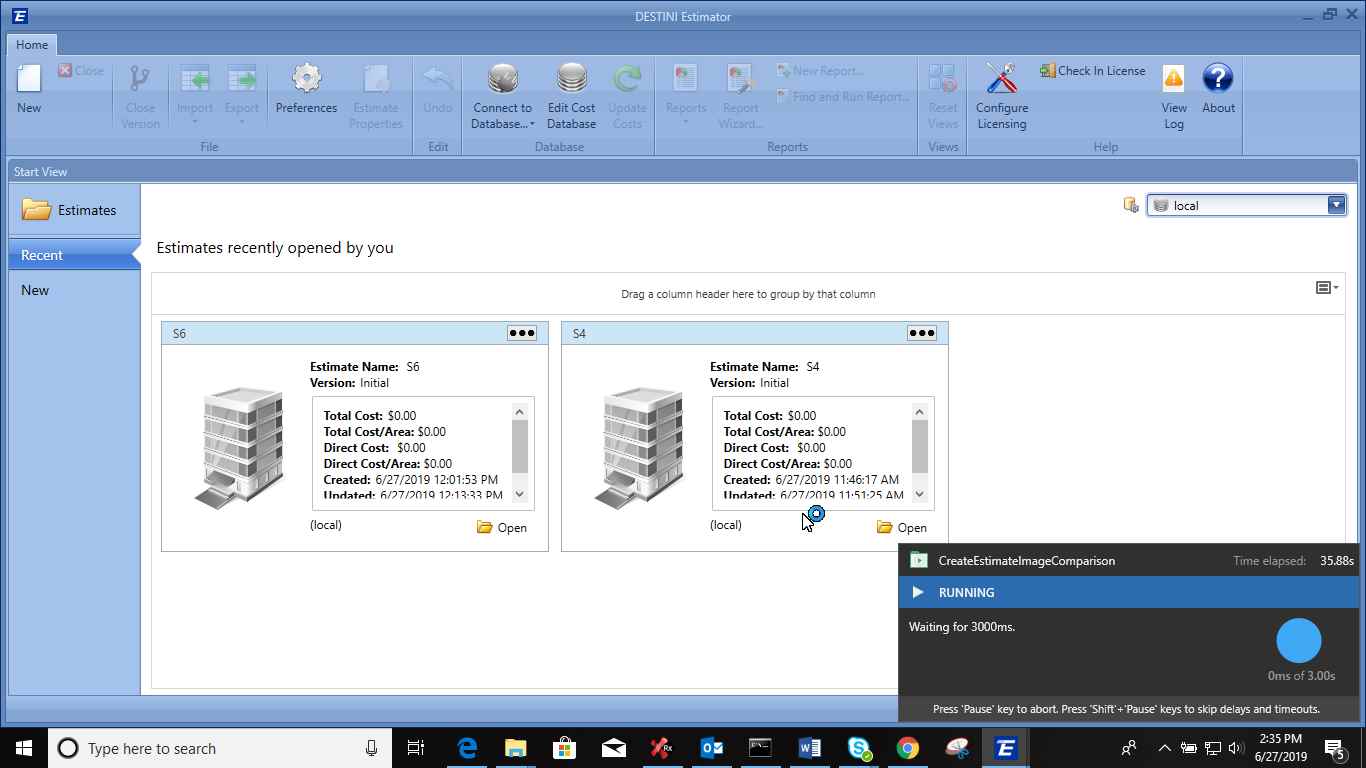 DESTINI Estimator
Home
New
Close
Close Version
Import
Export
Preferences
Estimate Properties
File
Undo
Edit
Connect to Database...
Edit Cost Database
Update Costs
Database
Reports
Report Wizard...
New Report...
Find and Run Report...
Reports
Reset Views
Views
Configure Licensing
Check In License
View Log
About
Help
Start View
Estimates
Recent
New
local
Estimates recently opened by you
Drag a column header here to group by that column
S6
Estimate Name: S6
Version: Initial
Total Cost: $0.00
Total Cost/Area: $0.00
Direct Cost: $0.00
Direct Cost/Area: $0.00
Created: 6/27/2019 12:01:53 PM
Updated: 6/27/2019 12:13:33 PM
(local)
Open
S4
Estimate Name: S4
Version: Initial
Total Cost: $0.00
Total Cost/Area: $0.00
Direct Cost: $0.00
Direct Cost/Area: $0.00
Created: 6/27/2019 11:46:17 AM
Updated: 6/27/2019 11:51:25 AM
(local)
Open
CreateEstimateImageComparison
Time elapsed: 35.88s
RUNNING
Waiting for 3000ms.
0ms of 3.00s
Press 'Pause' key to abort. Press 'Shift'+'Pause' keys to skip delays and timeouts.
Type here to search
2:35 PM
6/27/2019
5